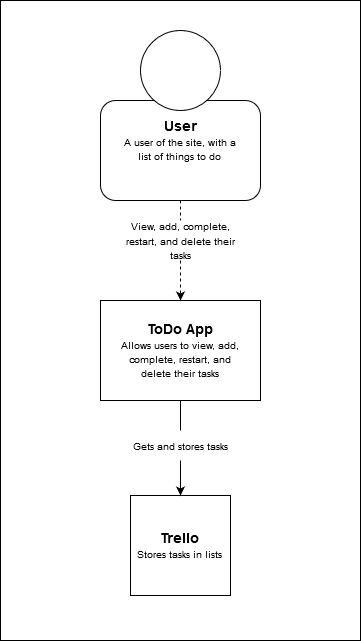 User
A user of the site, with a
list of things to do
View, add, complete,
restart, and delete their
tasks
ToDo App
Allows users to view, add,
complete, restart, and
delete their tasks
Gets and stores tasks
Trello
Stores tasks in lists